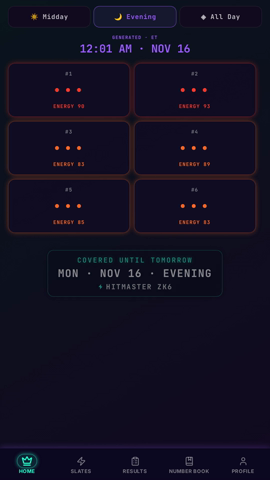 Midday
Evening
All Day
GENERATED · ET
12:01 AM · NOV 16
#1
#2
ENERGY 90
ENERGY 93
#3
#4
ENERGY 83
ENERGY 89
#5
#6
ENERGY 85
ENERGY 83
COVERED UNTIL TOMORROW
MON · NOV 16 · EVENING
HITMASTER ZK6
HOME
SLATES
RESULTS
NUMBER BOOK
PROFILE